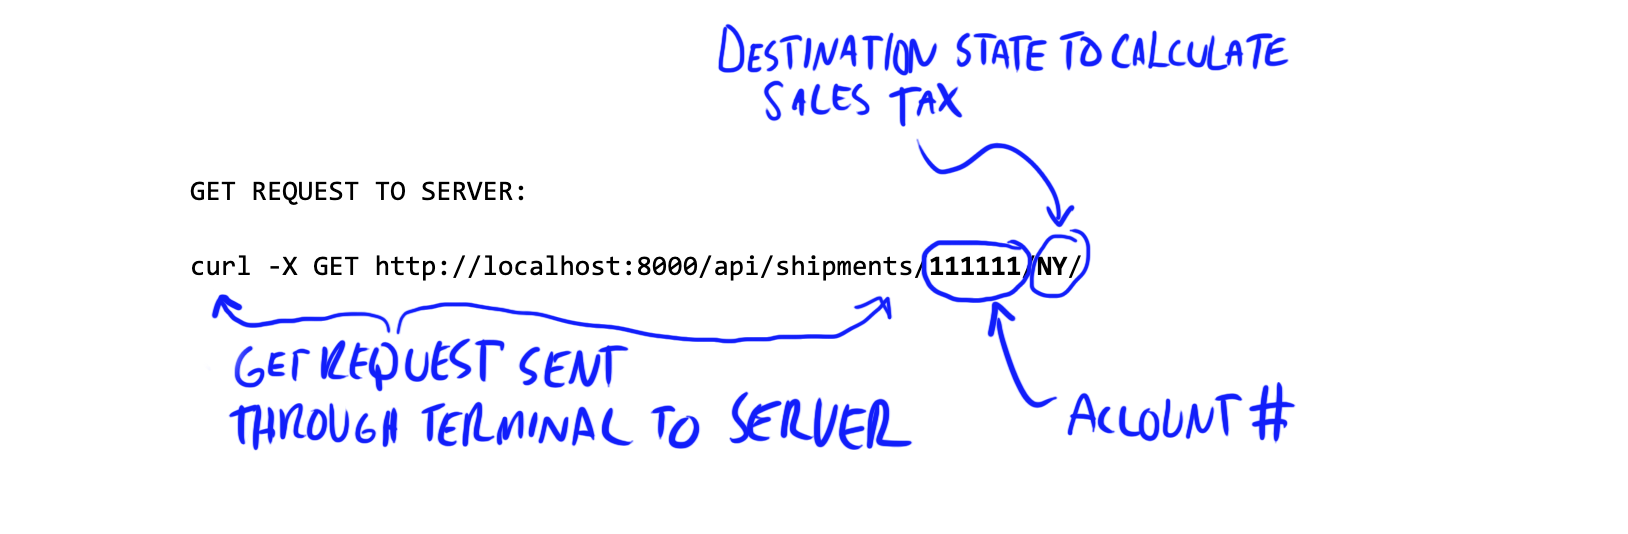 DESTINATION STATE TO CALCULATE
SALES TAX
GET REQUEST TO SERVER:
curl -X GET http://localhost:8000/api/shipments/111111/NY/
GET REQUEST SENT
THROUGH TERMINAL TO SERVER
ACCOUNT #